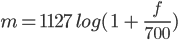 m = 1127 log( 1 + f/700 )